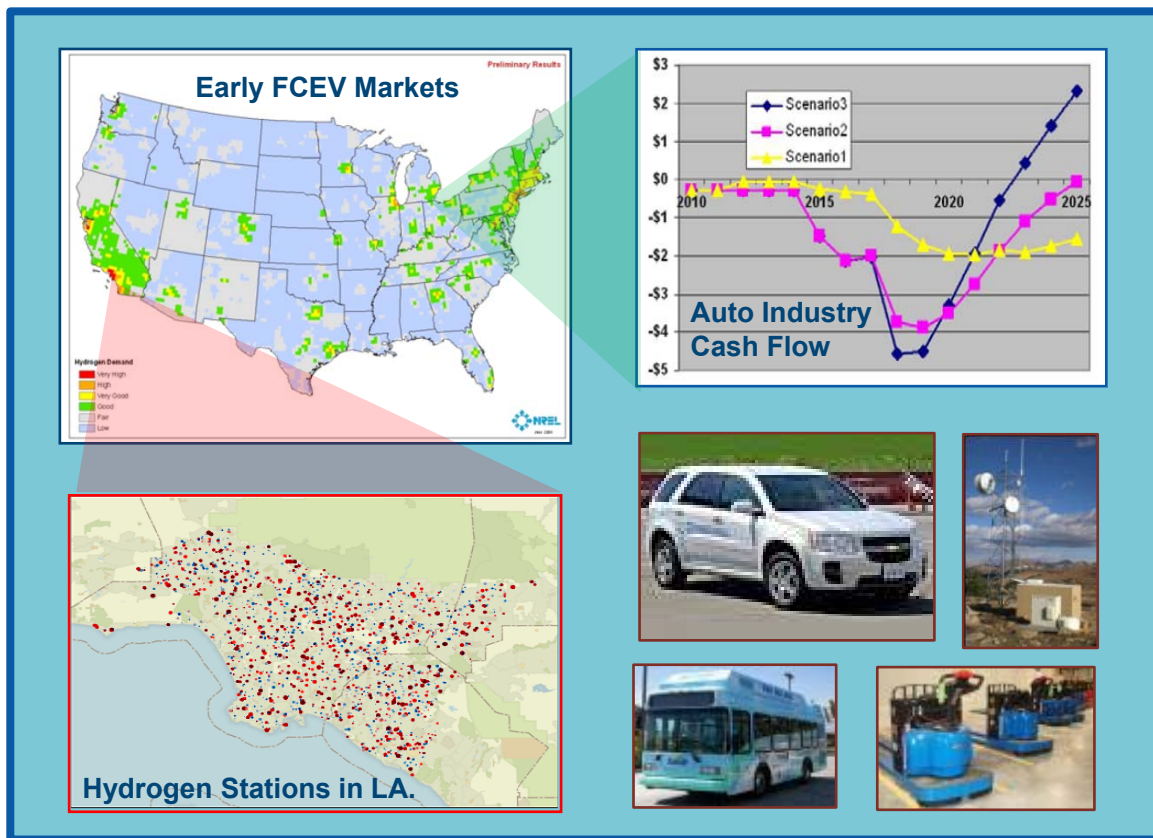 Preliminary Results
Early FCEV Markets
Hydrogen Demand
Very High
High
Very Good
Good
Fair
Low
NREL
$3
$2
$1
$0
-$1
-$2
-$3
-$4
-$5
Scenario3
Scenario2
Scenario1
2010
2015
2020
2025
Auto Industry
Cash Flow
Hydrogen Stations in LA.